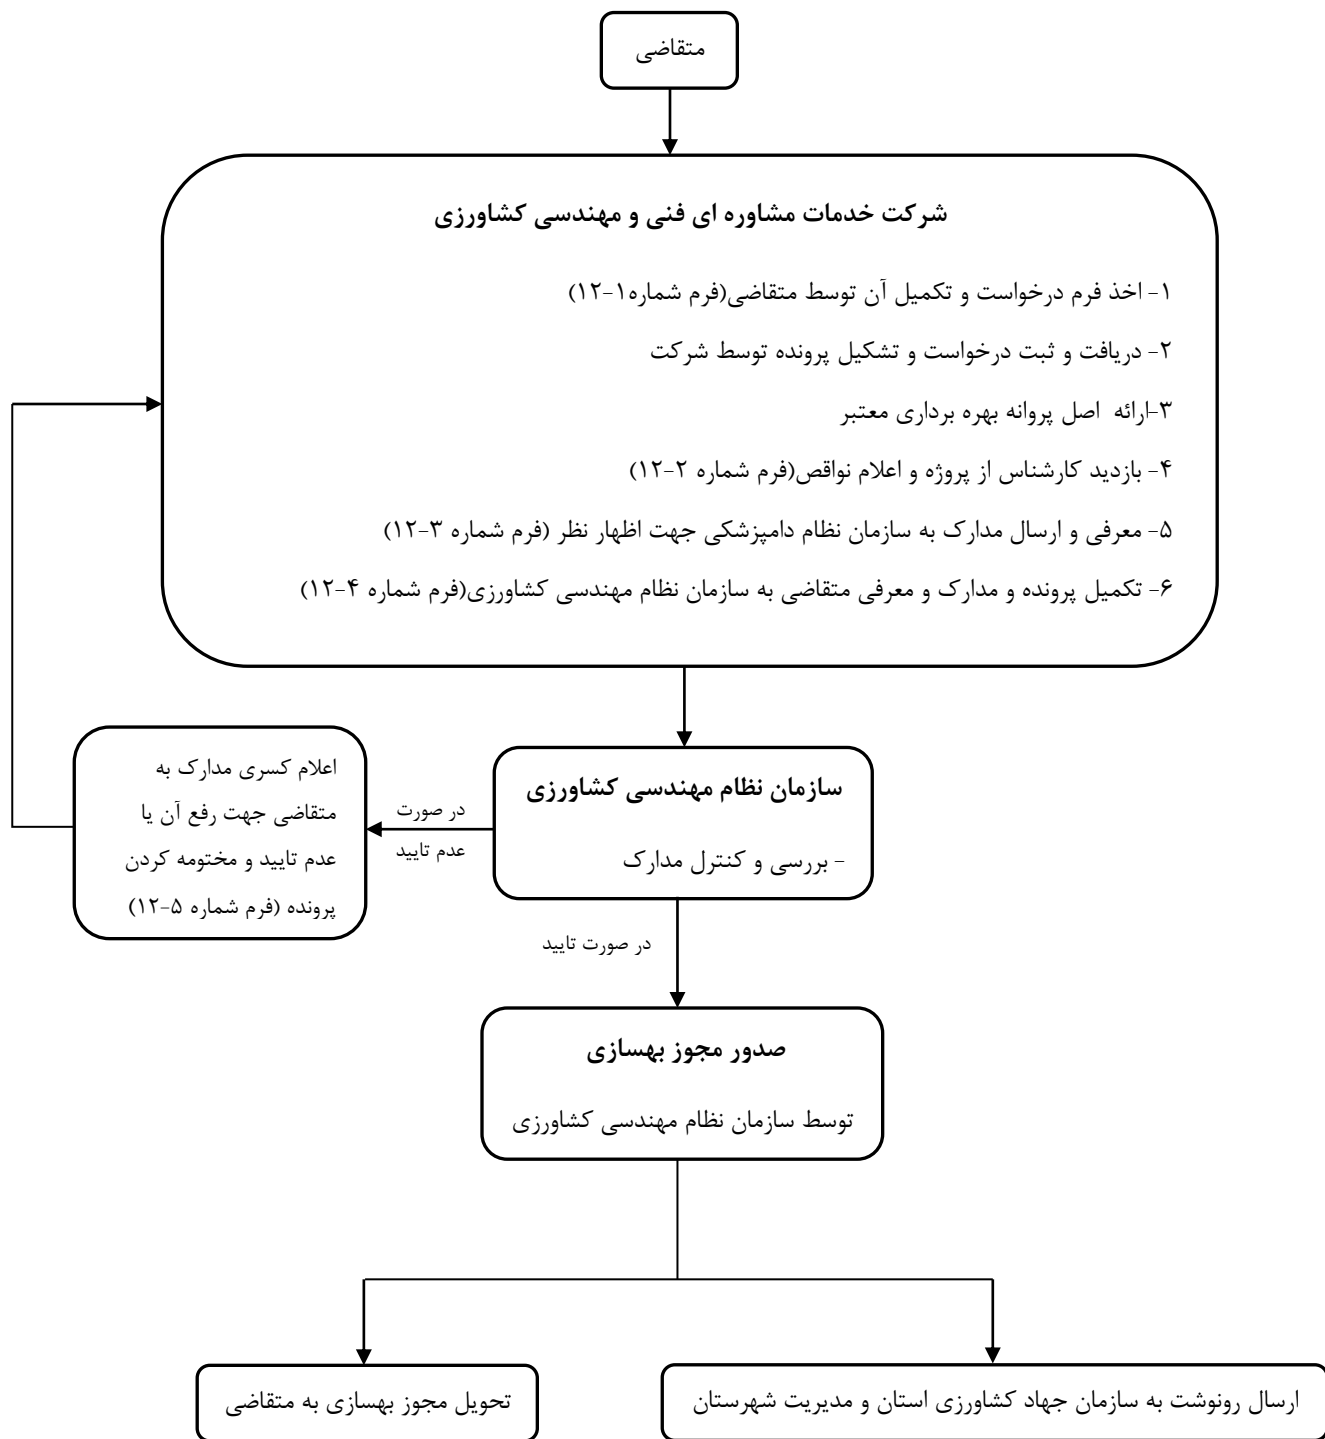 متقاضی
شرکت خدمات مشاوره ای فنی و مهندسی کشاورزی
۱- اخذ فرم درخواست و تکمیل آن توسط متقاضی(فرم شماره۱-۱۲)
۲- دریافت و ثبت درخواست و تشکیل پرونده توسط شرکت
۳-ارائه اصل پروانه بهره برداری معتبر
۴- بازدید کارشناس از پروژه و اعلام نواقص(فرم شماره ۲-۱۲)
۵- معرفی و ارسال مدارک به سازمان نظام دامپزشکی جهت اظهار نظر (فرم شماره ۳-۱۲)
۶- تکمیل پرونده و مدارک و معرفی متقاضی به سازمان نظام مهندسی کشاورزی(فرم شماره ۴-۱۲)
سازمان نظام مهندسی کشاورزی
- بررسی و کنترل مدارک
در صورت
عدم تایید
اعلام کسری مدارک به
متقاضی جهت رفع آن یا
عدم تایید و مختومه کردن
پرونده (فرم شماره ۵-۱۲)
در صورت تایید
صدور مجوز بهسازی
توسط سازمان نظام مهندسی کشاورزی
ارسال رونوشت به سازمان جهاد کشاورزی استان و مدیریت شهرستان
تحویل مجوز بهسازی به متقاضی